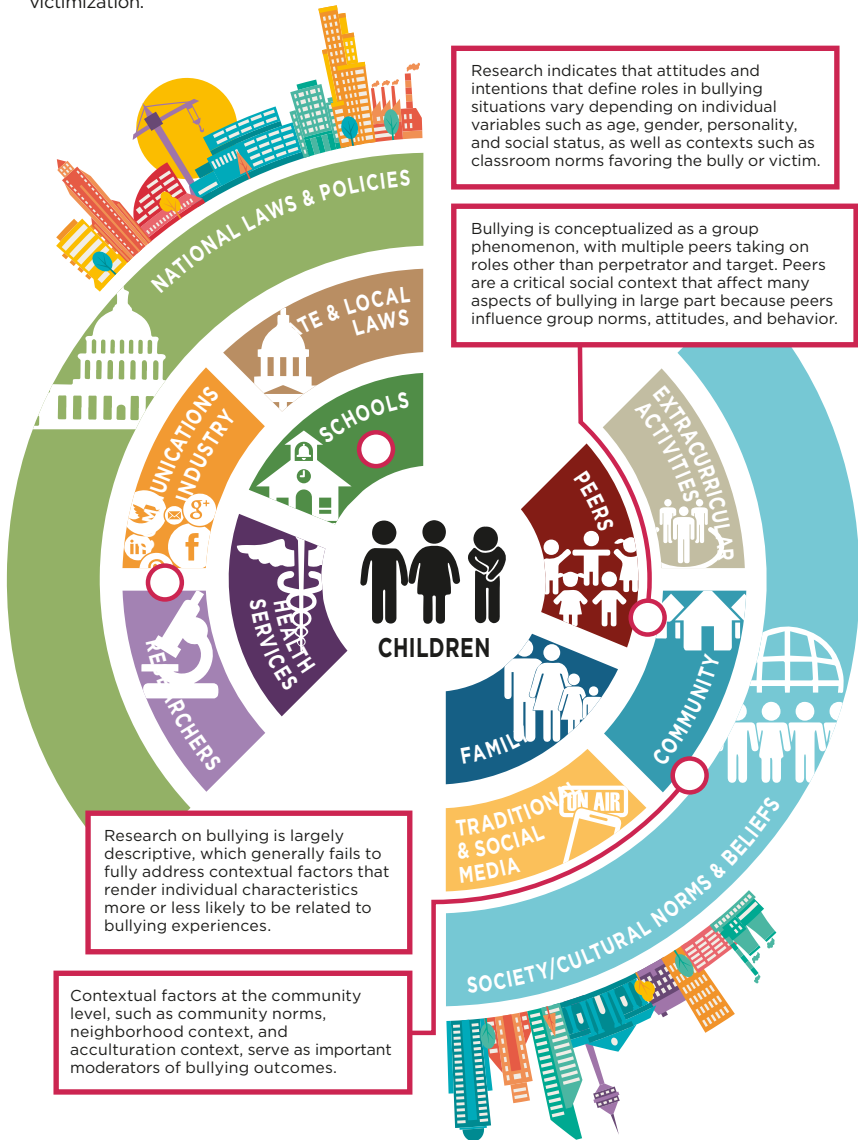 victimization.
Research indicates that attitudes and
intentions that define roles in bullying
situations vary depending on individual
variables such as age, gender, personality,
and social status, as well as contexts such as
classroom norms favoring the bully or victim.
Bullying is conceptualized as a group
phenomenon, with multiple peers taking on
roles other than perpetrator and target. Peers
are a critical social context that affect many
aspects of bullying in large part because peers
influence group norms, attitudes, and behavior.
NATIONAL LAWS & POLICIES
TE & LOCAL
LAWS
SCHOOLS
UNICATIONS
INDUSTRY
g+
in
f
HEALTH
SERVICES
ARCHERS
CHILDREN
PEERS
EXTRACURRICULAR
ACTIVITIES
COMMUNITY
FAMIL
TRADITIONAL
& SOCIAL
MEDIA
ON AIR
SOCIETY/CULTURAL NORMS & BELIEFS
Research on bullying is largely
descriptive, which generally fails to
fully address contextual factors that
render individual characteristics
more or less likely to be related to
bullying experiences.
Contextual factors at the community
level, such as community norms,
neighborhood context, and
acculturation context, serve as important
moderators of bullying outcomes.